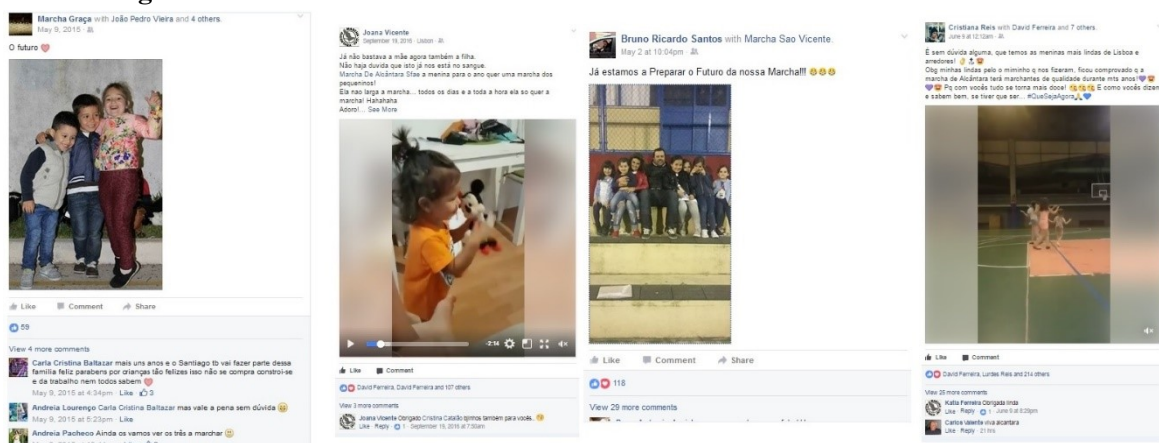 Marcha Graça with João Pedro Vieira and 4 others.
May 9, 2015
O futuro
Like Comment Share
59
View 4 more comments
Carla Cristina Baltazar mais uns anos e o Santiago tb vai fazer parte dessa
familia feliz parabens por crianças tão felizes isso não se compra constroi-se
e da trabalho nem todos sabem
May 9, 2015 at 4:34pm · Like · 3
Andreia Lourenço Carla Cristina Baltazar mas vale a pena sem dúvida
May 9, 2015 at 5:23pm · Like
Andreia Pacheco Ainda os vamos ver os três a marchar
Joana Vicente
September 19, 2016 · Lisbon
Já não bastava a mãe agora também a filha.
Não haja duvida que isto já nos está no sangue.
Marcha De Alcântara Sfae a menina para o ano quer uma marcha dos
pequeninos!
Ela nao larga a marcha... todos os dias e a toda a hora ela so quer a
marcha! Hahahaha
Adoro!... See More
-2:14
Like Comment
David Ferreira, David Ferreira and 107 others
View 3 more comments
Joana Vicente Obrigado Cristina Catalão bjinhos também para vocês.
Like · Reply · 1 · September 19, 2016 at 7:50am
Bruno Ricardo Santos with Marcha Sao Vicente.
May 2 at 10:04pm
Já estamos a Preparar o Futuro da nossa Marcha!!!
Like Comment Share
118
View 29 more comments
Cristiana Reis with David Ferreira and 7 others.
June 6 at 12:12am
É sem dúvida alguma, que temos as meninas mais lindas de Lisboa e
arredores!
Obg minhas lindas pelo o miminho q nos fizeram, ficou comprovado q a
marcha de Alcântara terá marchantes de qualidade durante mts anos!
Pq com vocês tudo se torna mais doce! E como vocês dizem
e sabem bem, se tiver que ser... #QueSejaAgora
Like Comment
David Ferreira, Lurdes Reis and 214 others
View 25 more comments
Katia Ferreira Obrigada linda
Like · Reply · 1 · June 6 at 8:29pm
Carlos Valente viva alcantara
Like · Reply · 21 hrs